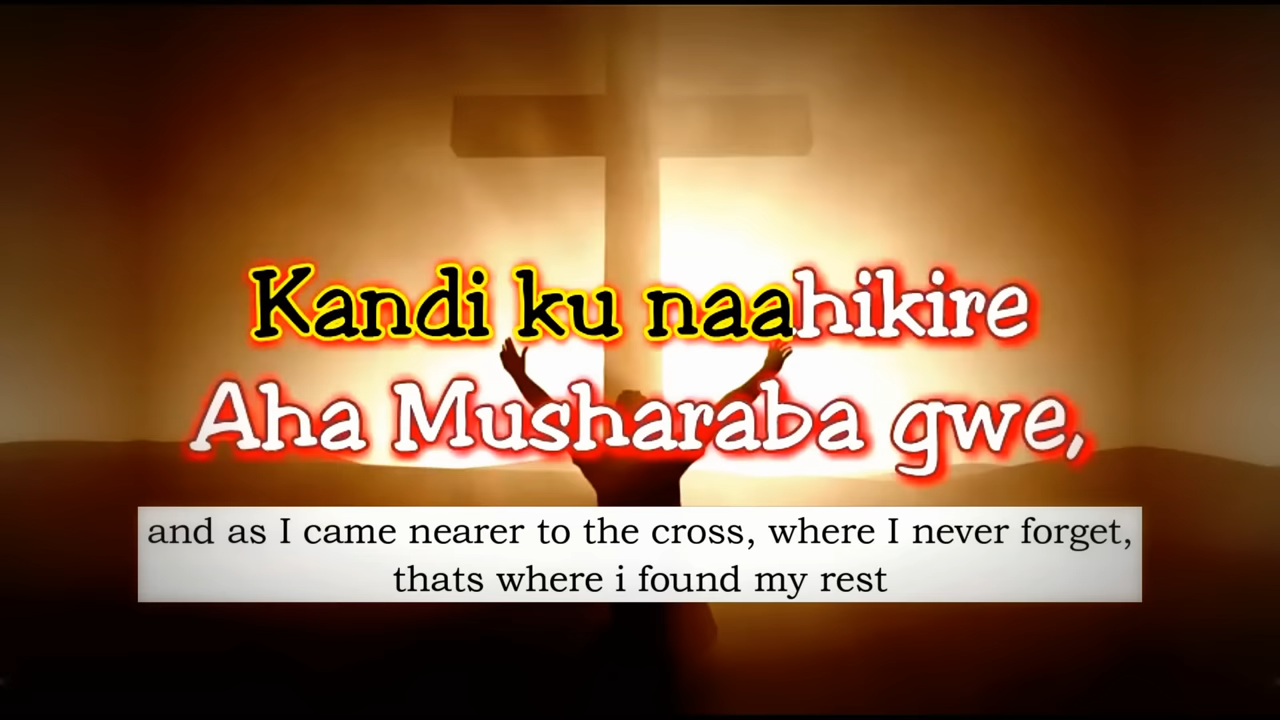 Kandi ku naahikire
Aha Musharaba gwe,
and as I came nearer to the cross, where I never forget,
thats where i found my rest